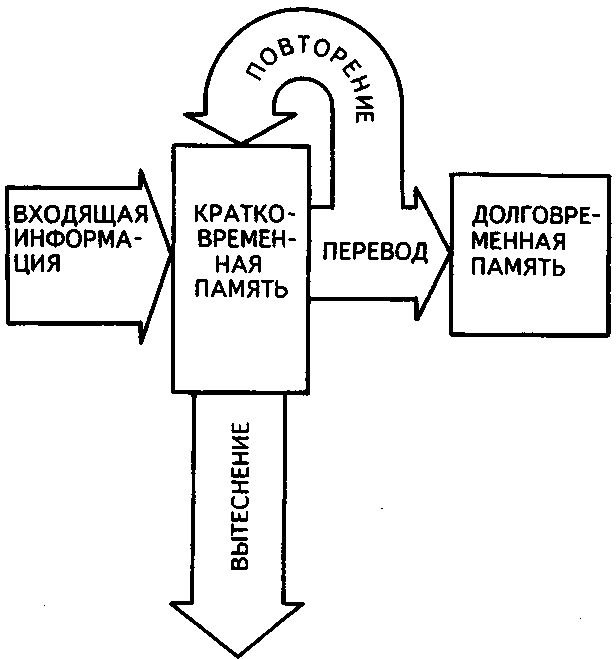 ПОВТОРЕНИЕ
ВХОДЯЩАЯ
ИНФОРМА-
ЦИЯ
КРАТКО-
ВРЕМЕН-
НАЯ
ПАМЯТЬ
ПЕРЕВОД
ДОЛГОВРЕ-
МЕННАЯ
ПАМЯТЬ
ВЫТЕСНЕНИЕ